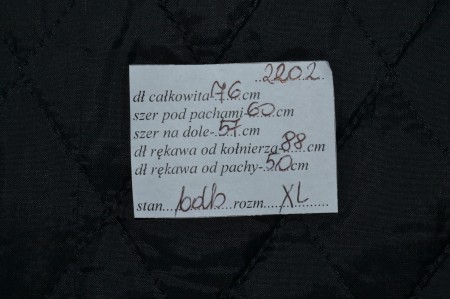 ...2202.
dł całkowita 76 cm
szer pod pachami-60 cm
szer na dole-57 cm
dł rękawa od kołnierza-88 cm
dł rękawa od pachy-50 cm
stan....bdb......rozm...XL.........